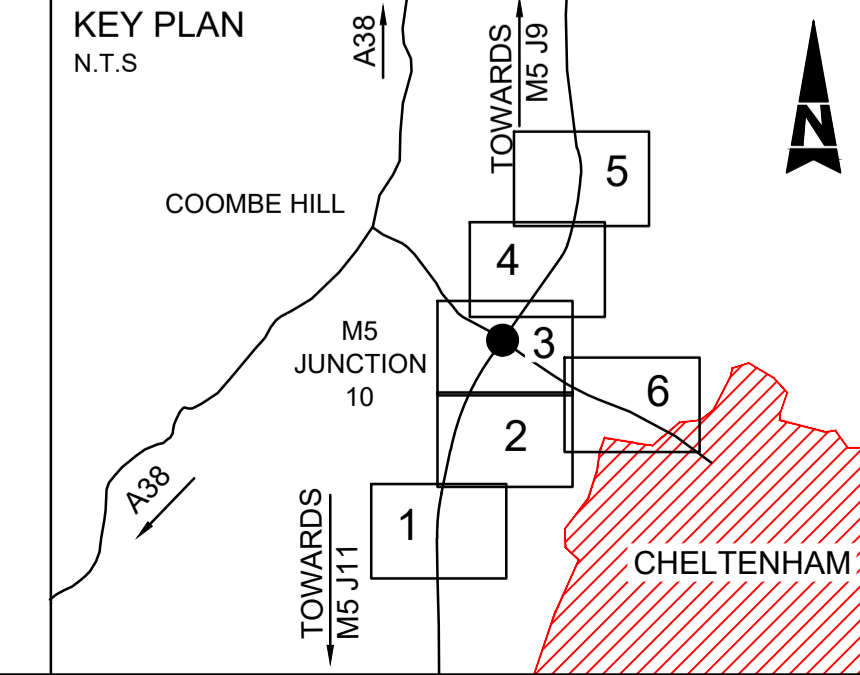 KEY PLAN
N.T.S
A38
TOWARDS
M5 J9
N
5
COOMBE HILL
4
M5
JUNCTION
10
3
6
2
A38
1
TOWARDS
M5 J11
CHELTENHAM